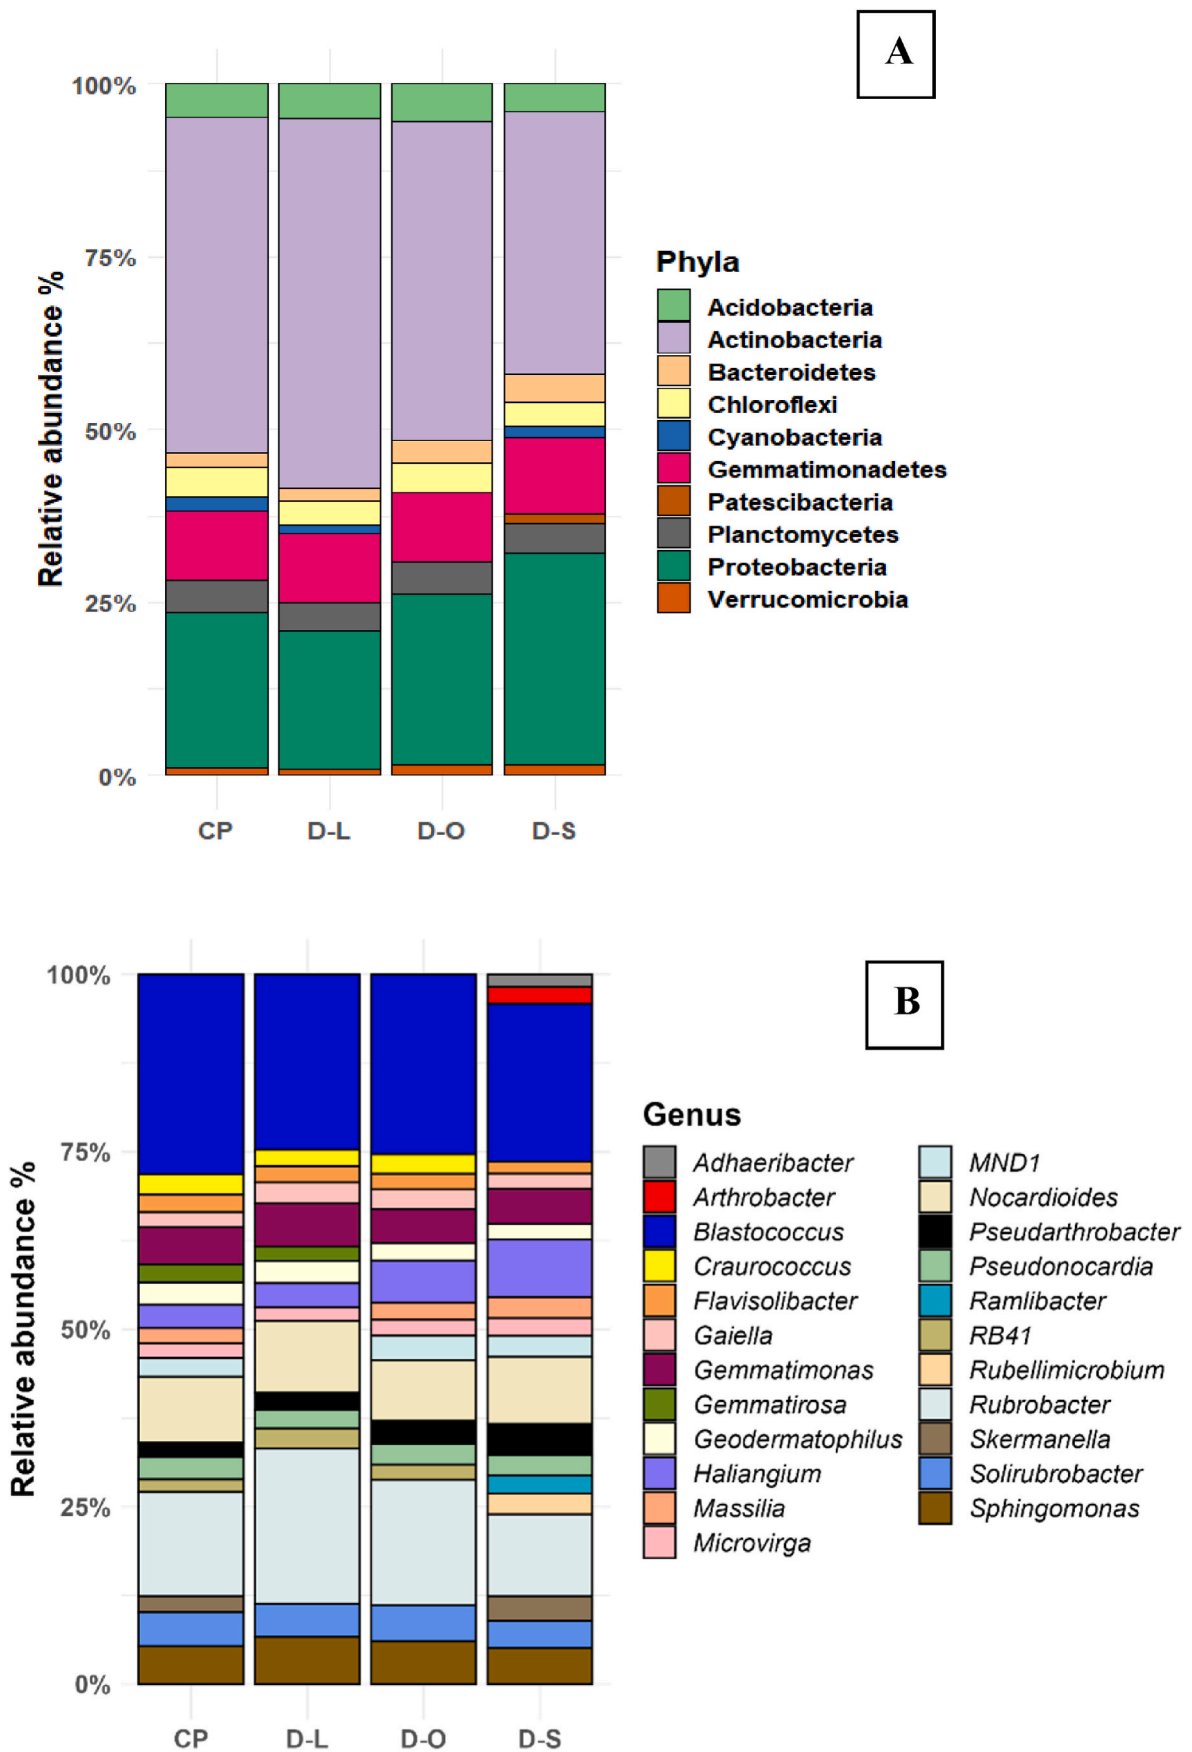 A
100%
75%
50%
25%
0%
Relative abundance %
CP D-L D-O D-S
Phyla
Acidobacteria
Actinobacteria
Bacteroidetes
Chloroflexi
Cyanobacteria
Gemmatimonadetes
Patescibacteria
Planctomycetes
Proteobacteria
Verrucomicrobia
B
100%
75%
50%
25%
0%
Relative abundance %
CP D-L D-O D-S
Genus
Adhaeribacter
Arthrobacter
Blastococcus
Craurococcus
Flavisolibacter
Gaiella
Gemmatimonas
Gemmatirosa
Geodermatophilus
Haliangium
Massilia
Microvirga
MND1
Nocardioides
Pseudarthrobacter
Pseudonocardia
Ramlibacter
RB41
Rubellimicrobium
Rubrobacter
Skermanella
Solirubrobacter
Sphingomonas